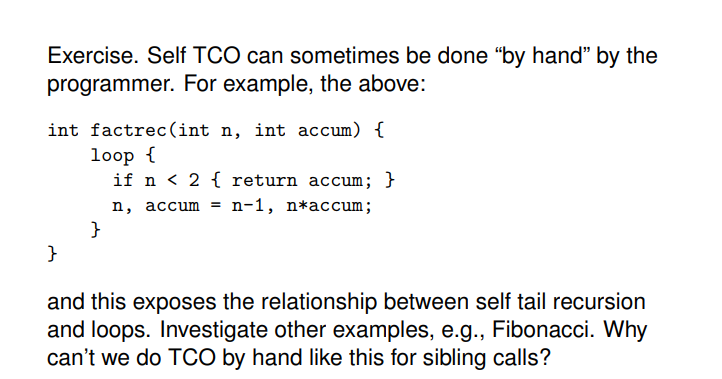 Exercise. Self TCO can sometimes be done “by hand” by the
programmer. For example, the above:
int factrec(int n, int accum) {
    loop {
      if n < 2 { return accum; }
      n, accum = n-1, n*accum;
    }
}
and this exposes the relationship between self tail recursion
and loops. Investigate other examples, e.g., Fibonacci. Why
can’t we do TCO by hand like this for sibling calls?